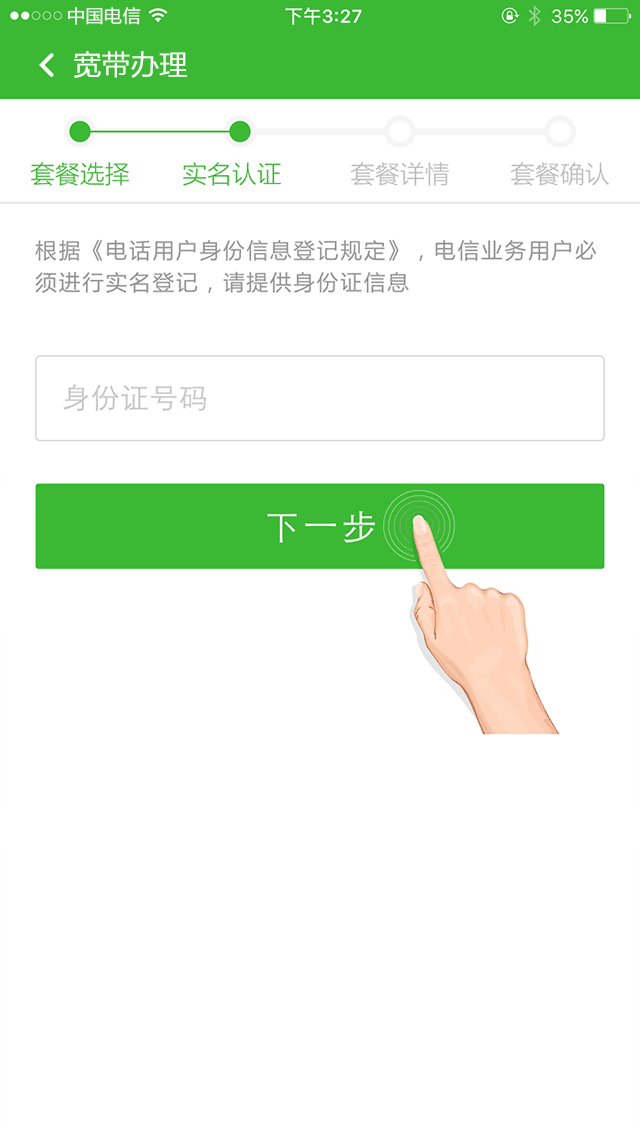 中国电信 下午3:27 35%
宽带办理
套餐选择 实名认证 套餐详情 套餐确认
根据《电话用户身份信息登记规定》，电信业务用户必
须进行实名登记，请提供身份证信息
身份证号码
下一步